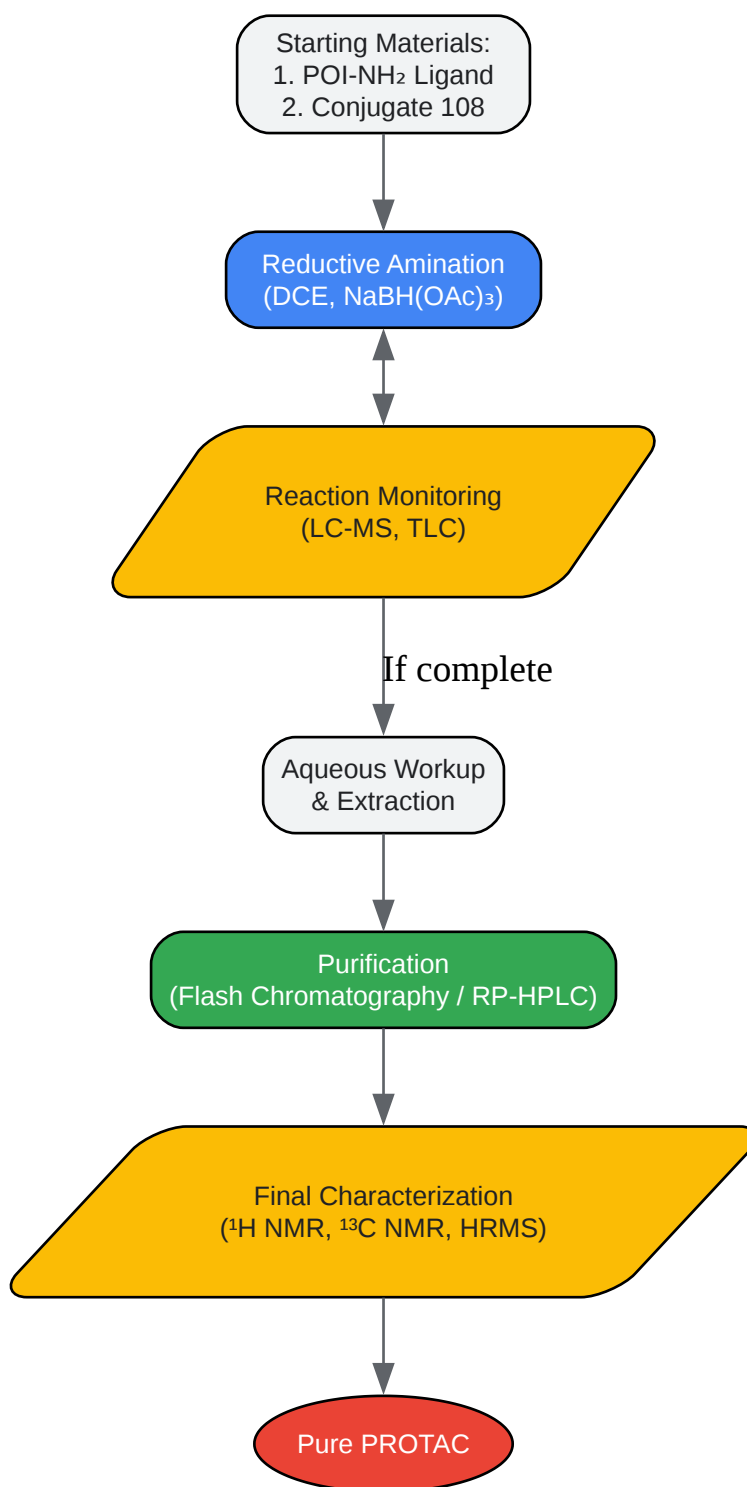 Starting Materials:
1. POI-NH₂ Ligand
2. Conjugate 108
Reductive Amination
(DCE, NaBH(OAc)₃)
Reaction Monitoring
(LC-MS, TLC)
If complete
Aqueous Workup
& Extraction
Purification
(Flash Chromatography / RP-HPLC)
Final Characterization
(¹H NMR, ¹³C NMR, HRMS)
Pure PROTAC